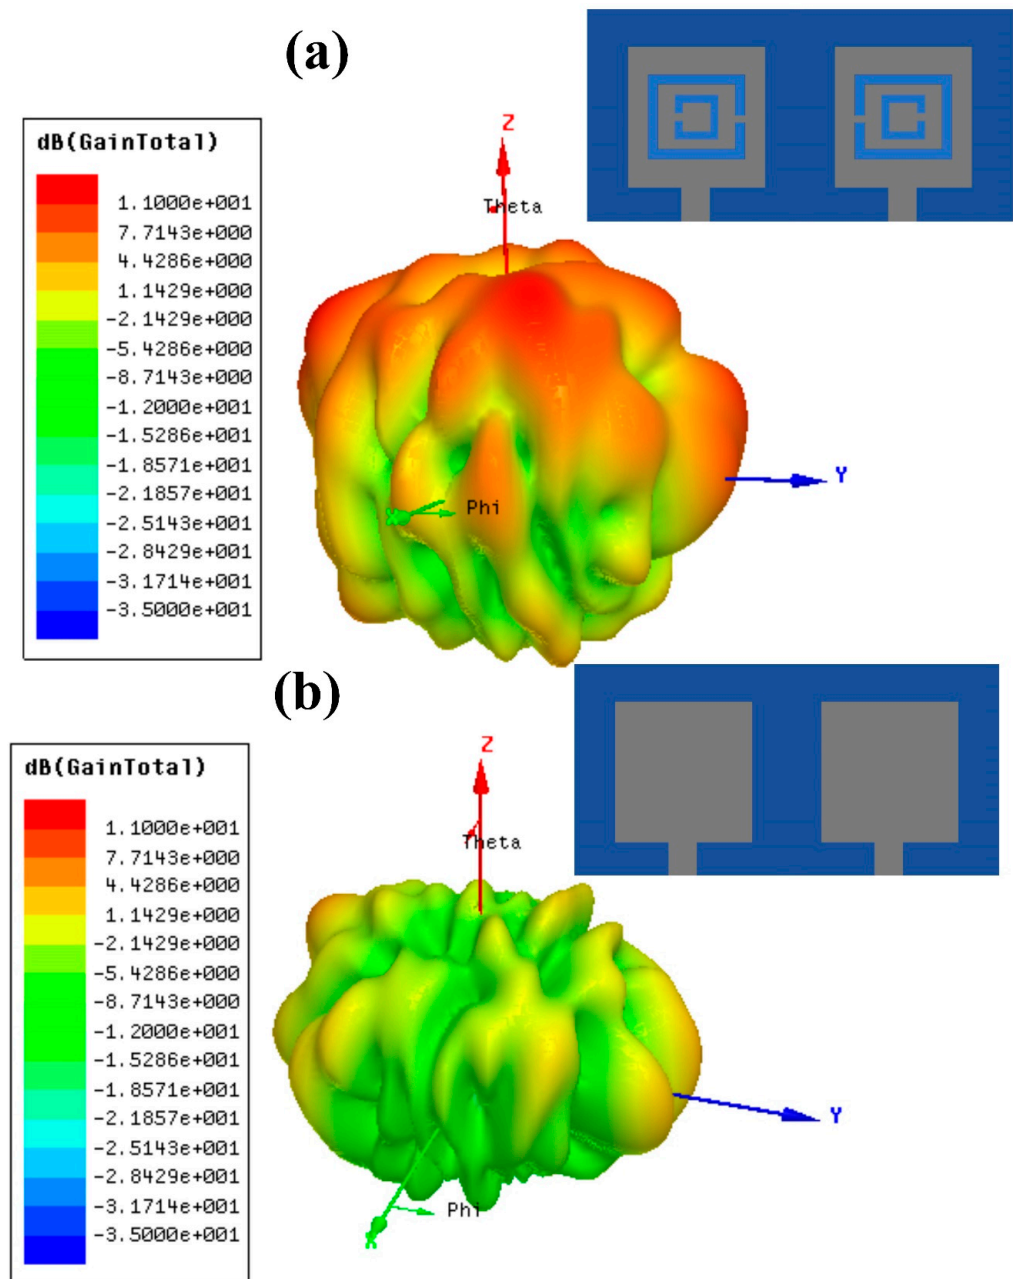 (a)
dB(GainTotal)
1.1000e+001
7.7143e+000
4.4286e+000
1.1429e+000
-2.1429e+000
-5.4286e+000
-8.7143e+000
-1.2000e+001
-1.5286e+001
-1.8571e+001
-2.1857e+001
-2.5143e+001
-2.8429e+001
-3.1714e+001
-3.5000e+001
Z
Theta
Y
X
Phi
(b)
dB(GainTotal)
1.1000e+001
7.7143e+000
4.4286e+000
1.1429e+000
-2.1429e+000
-5.4286e+000
-8.7143e+000
-1.2000e+001
-1.5286e+001
-1.8571e+001
-2.1857e+001
-2.5143e+001
-2.8429e+001
-3.1714e+001
-3.5000e+001
Z
Theta
Y
Phi
X